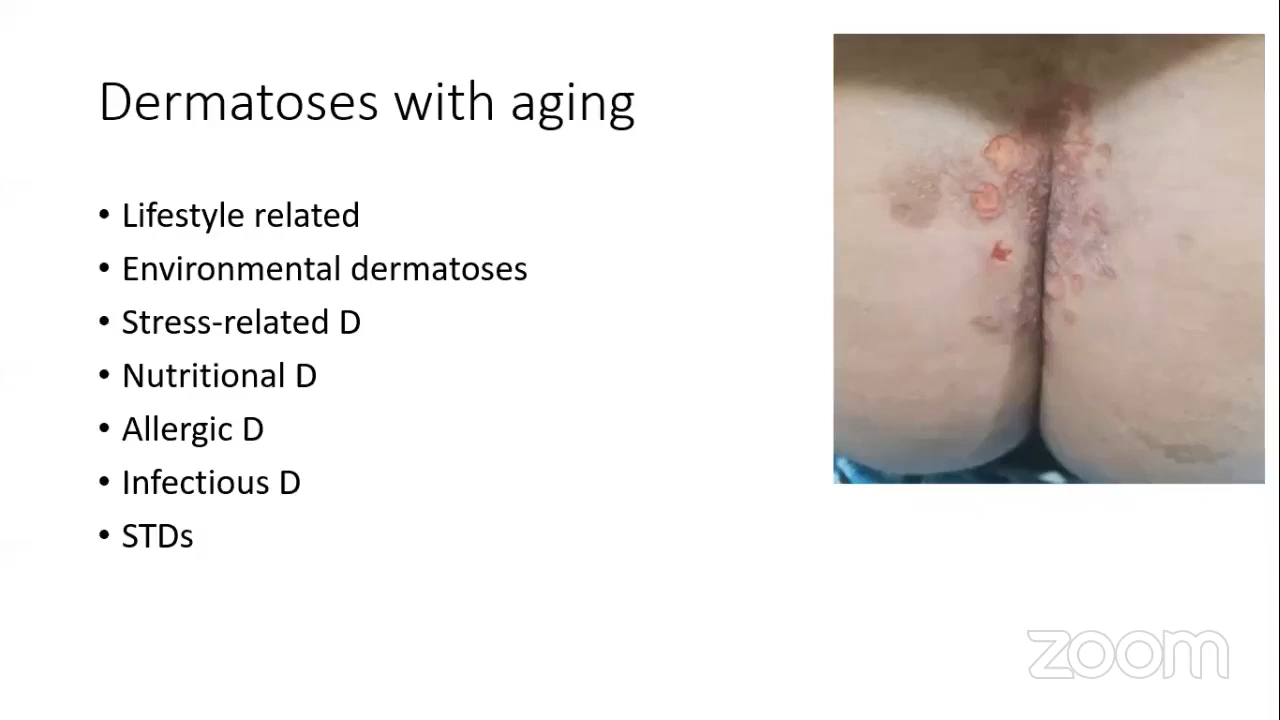 Dermatoses with aging
• Lifestyle related
• Environmental dermatoses
• Stress-related D
• Nutritional D
• Allergic D
• Infectious D
• STDs
zoom